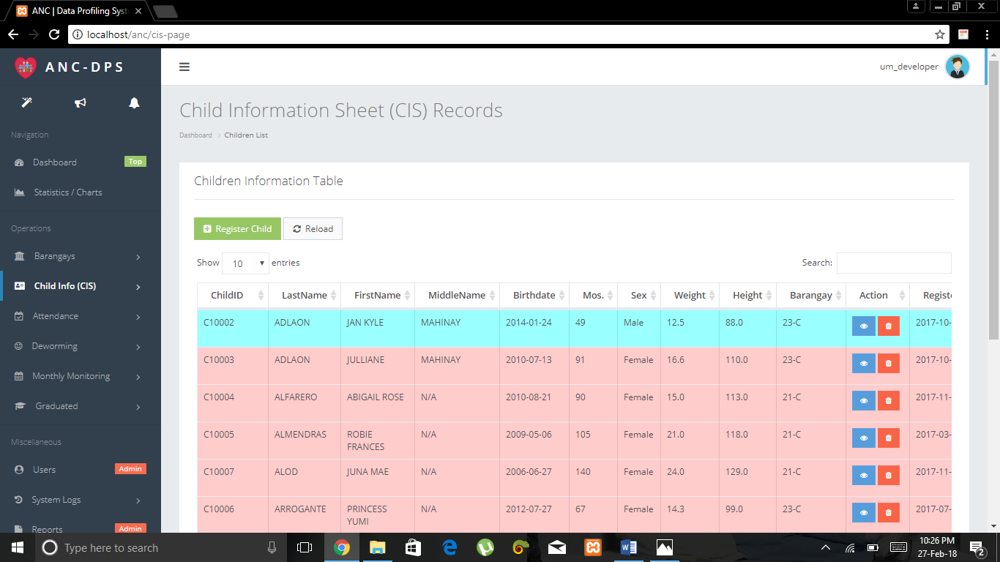 ANC | Data Profiling Syst
localhost/anc/cis-page
ANC-DPS
um_developer
Navigation
Dashboard Top
Statistics / Charts
Operations
Barangays
Child Info (CIS)
Attendance
Deworming
Monthly Monitoring
Graduated
Miscellaneous
Users Admin
System Logs
Reports Admin
Child Information Sheet (CIS) Records
Dashboard > Children List
Children Information Table
Register Child Reload
Show 10 entries Search:
ChildID LastName FirstName MiddleName Birthdate Mos. Sex Weight Height Barangay Action Registe
C10002 ADLAON JAN KYLE MAHINAY 2014-01-24 49 Male 12.5 88.0 23-C 2017-10-
C10003 ADLAON JULLIANE MAHINAY 2010-07-13 91 Female 16.6 110.0 23-C 2017-10-
C10004 ALFARERO ABIGAIL ROSE N/A 2010-08-21 90 Female 15.0 113.0 21-C 2017-11-
C10005 ALMENDRAS ROBIE N/A 2009-05-06 105 Female 21.0 118.0 21-C 2017-03-
FRANCES
C10007 ALOD JUNA MAE N/A 2006-06-27 140 Female 24.0 129.0 21-C 2017-11-
C10006 ARROGANTE PRINCESS N/A 2012-07-27 67 Female 14.3 99.0 23-C 2017-07-
YUMI
Type here to search
10:26 PM
27-Feb-18
2